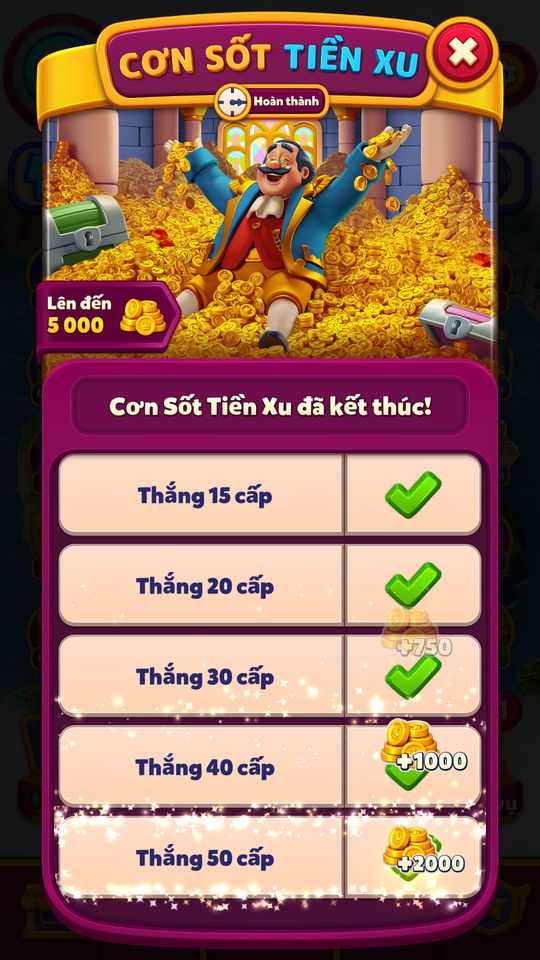 CƠN SỐT TIỀN XU
Hoàn thành
Lên đến
5 000
Cơn Sốt Tiền Xu đã kết thúc!
Thắng 15 cấp
Thắng 20 cấp
+750
Thắng 30 cấp
Thắng 40 cấp
+1000
Thắng 50 cấp
+2000